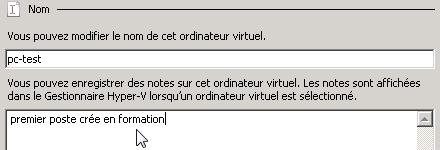 Nom
Vous pouvez modifier le nom de cet ordinateur virtuel.
pc-test
Vous pouvez enregistrer des notes sur cet ordinateur virtuel. Les notes sont affichées
dans le Gestionnaire Hyper-V lorsqu'un ordinateur virtuel est sélectionné.
premier poste crée en formation